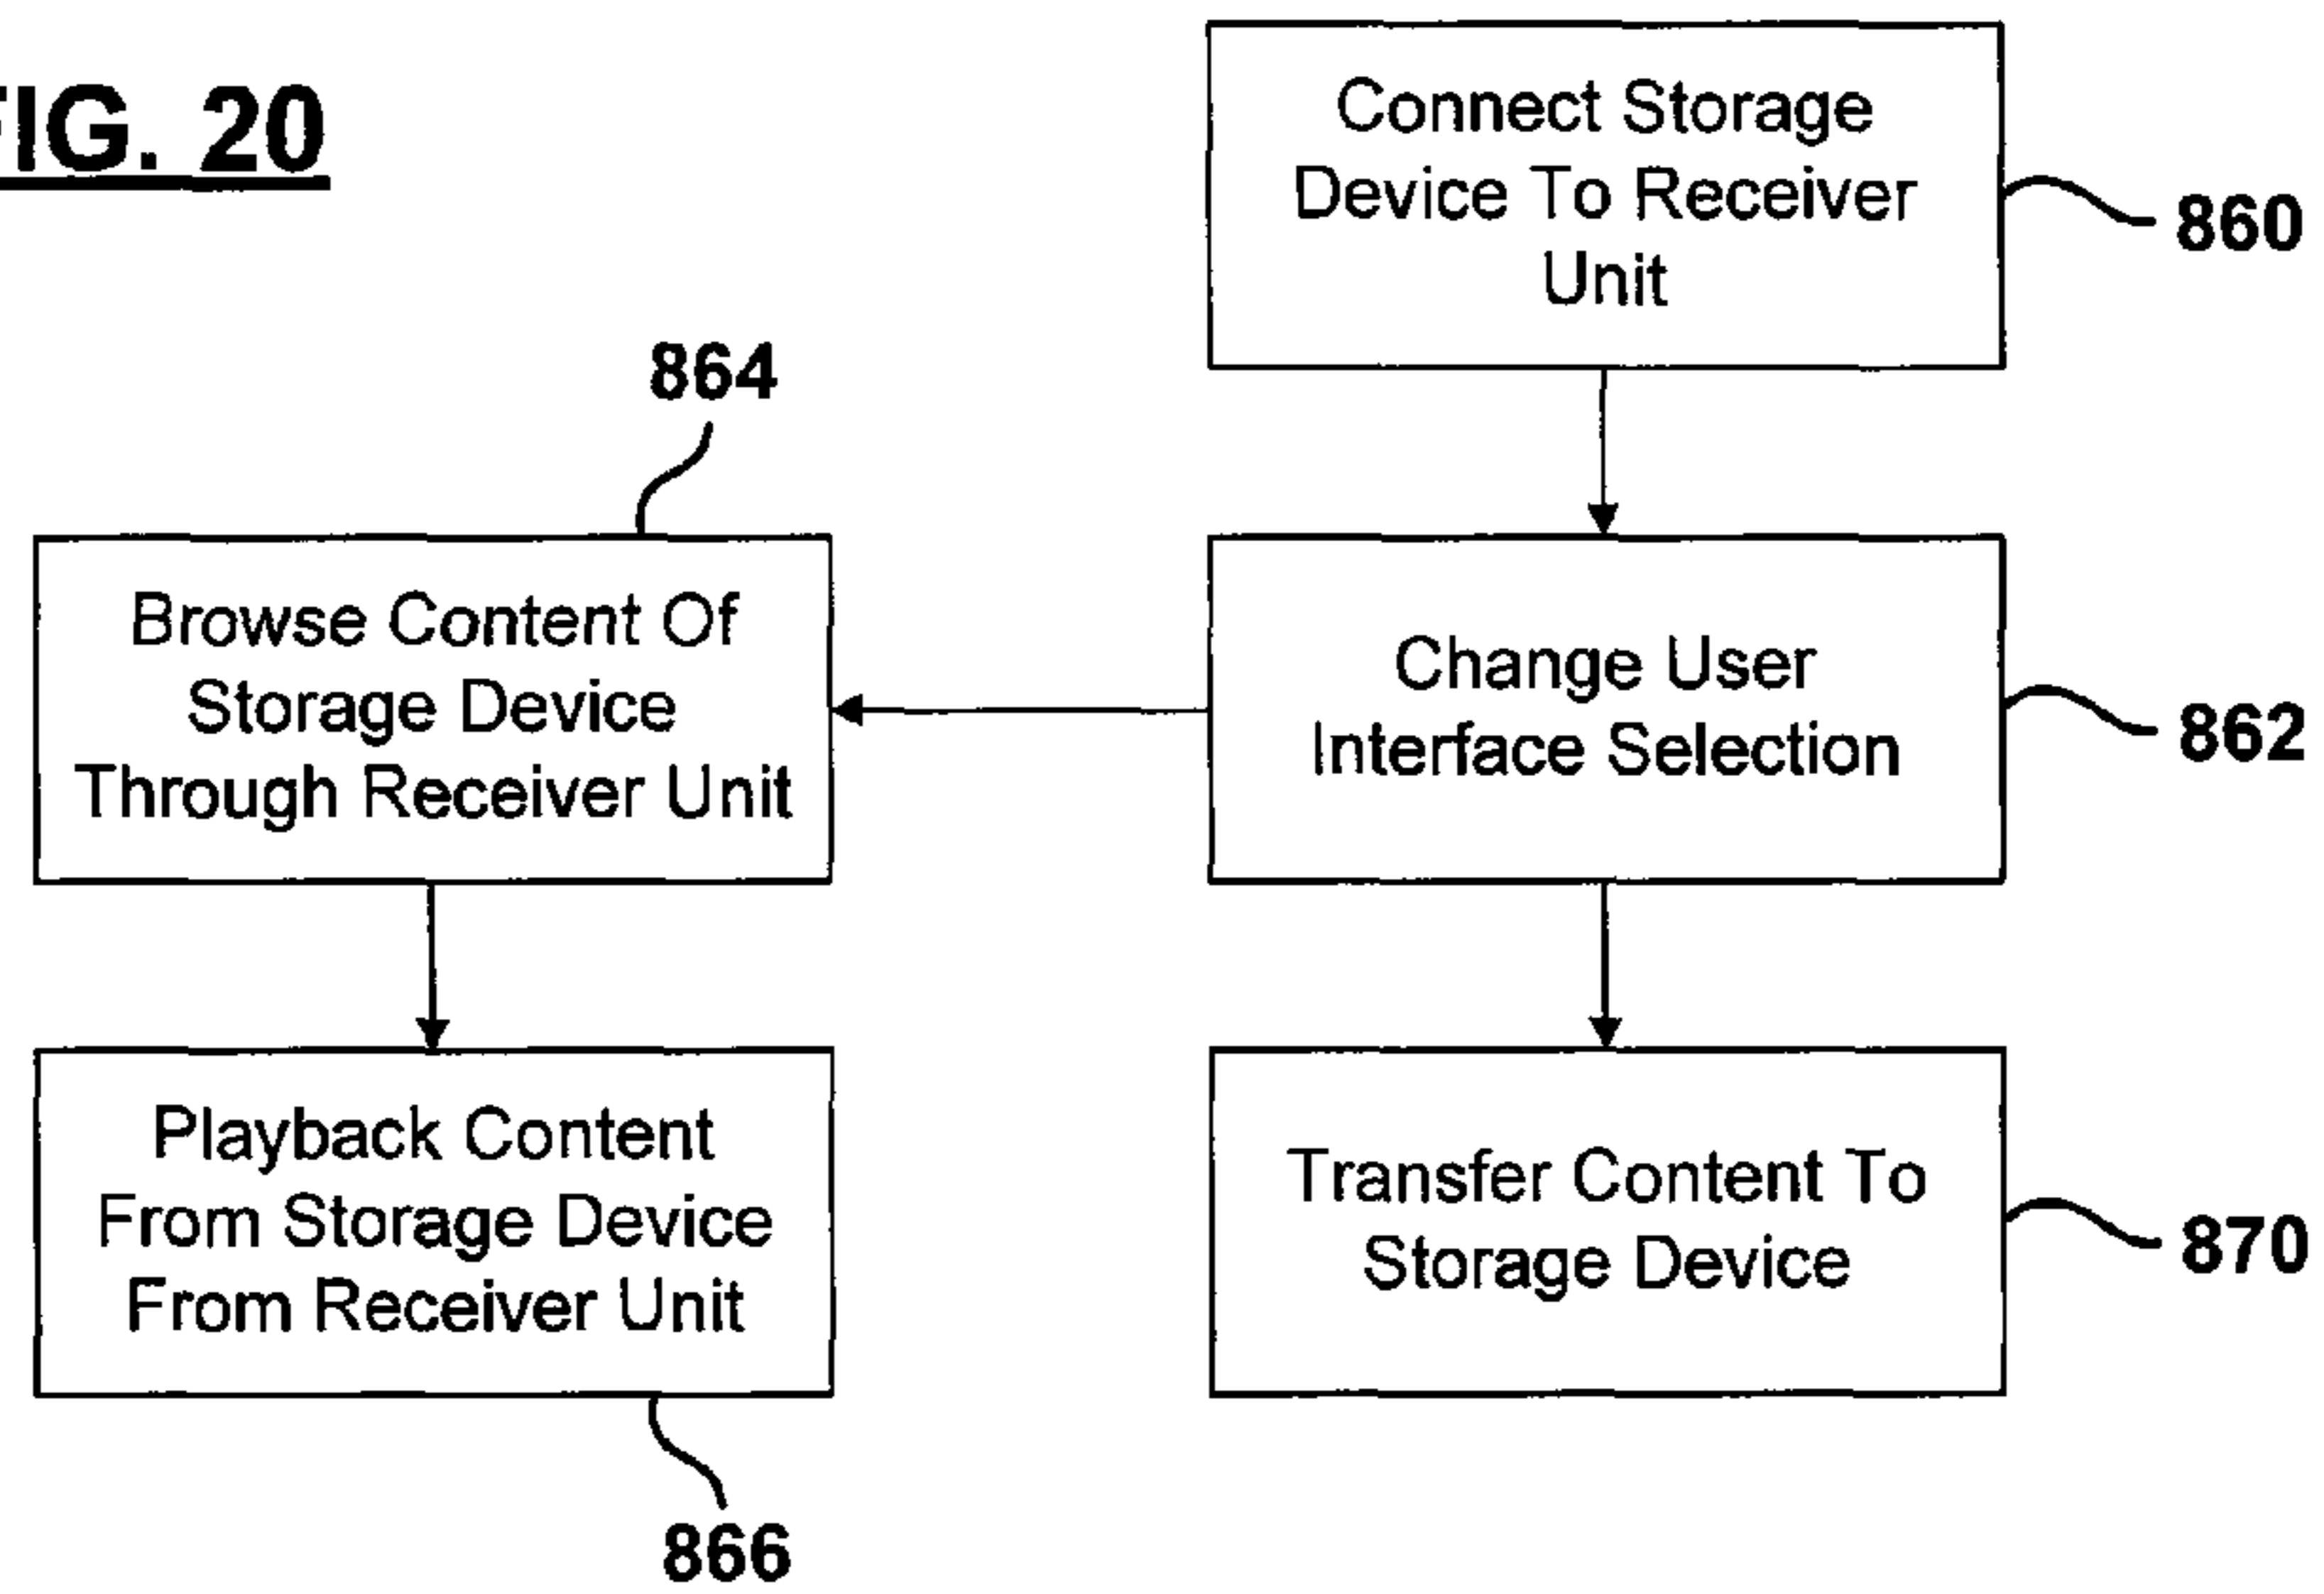 FIG. 20
Connect Storage
Device To Receiver
Unit
860
864
Browse Content Of
Storage Device
Through Receiver Unit
Change User
Interface Selection
862
Playback Content
From Storage Device
From Receiver Unit
866
Transfer Content To
Storage Device
870